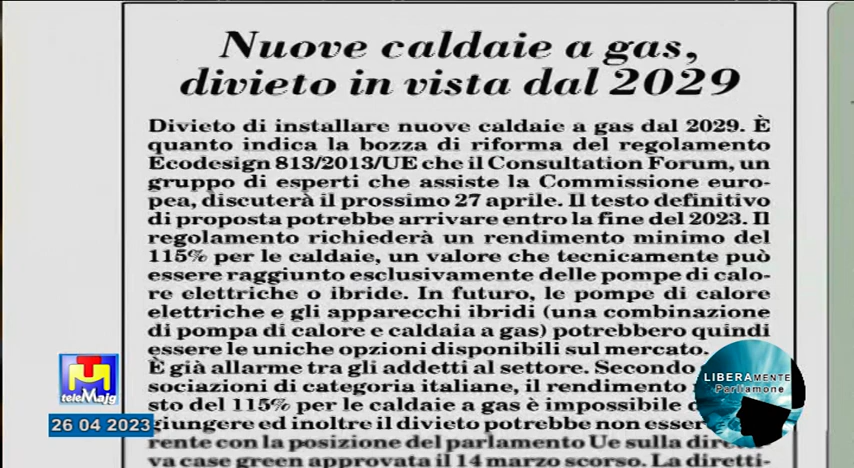 Nuove caldaie a gas,
divieto in vista dal 2029
Divieto di installare nuove caldaie a gas dal 2029. È
quanto indica la bozza di riforma del regolamento
Ecodesign 813/2013/UE che il Consultation Forum, un
gruppo di esperti che assiste la Commissione euro-
pea, discuterà il prossimo 27 aprile. Il testo definitivo
di proposta potrebbe arrivare entro la fine del 2023. Il
regolamento richiederà un rendimento minimo del
115% per le caldaie, un valore che tecnicamente può
essere raggiunto esclusivamente delle pompe di calo-
re elettriche o ibride. In futuro, le pompe di calore
elettriche e gli apparecchi ibridi (una combinazione
di pompa di calore e caldaia a gas) potrebbero quindi
essere le uniche opzioni disponibili sul mercato.
È già allarme tra gli addetti al settore. Secondo
sociazioni di categoria italiane, il rendimento
sto del 115% per le caldaie a gas è impossibile
giungere ed inoltre il divieto potrebbe non esser
rente con la posizione del parlamento Ue sulla
va case green approvata il 14 marzo scorso. La diretti-
teleMajg
26 04 2023
LIBERAMENTE
Parliamone